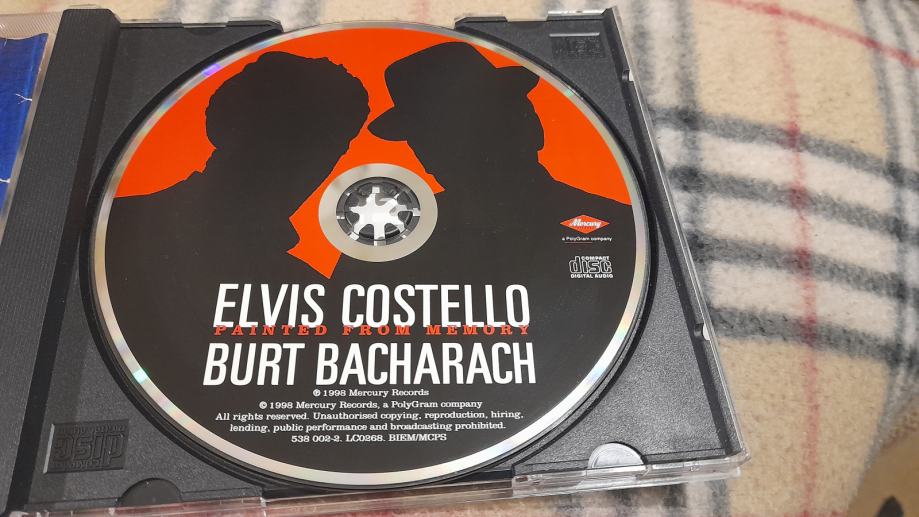 Mercury
a PolyGram company
COMPACT
disc
DIGITAL AUDIO
ELVIS COSTELLO
PAINTED FROM MEMORY
BURT BACHARACH
℗ 1998 Mercury Records
© 1998 Mercury Records, a PolyGram company
All rights reserved. Unauthorised copying, reproduction, hiring,
lending, public performance and broadcasting prohibited.
538 002-2. LC0268. BIEM/MCPS
disc